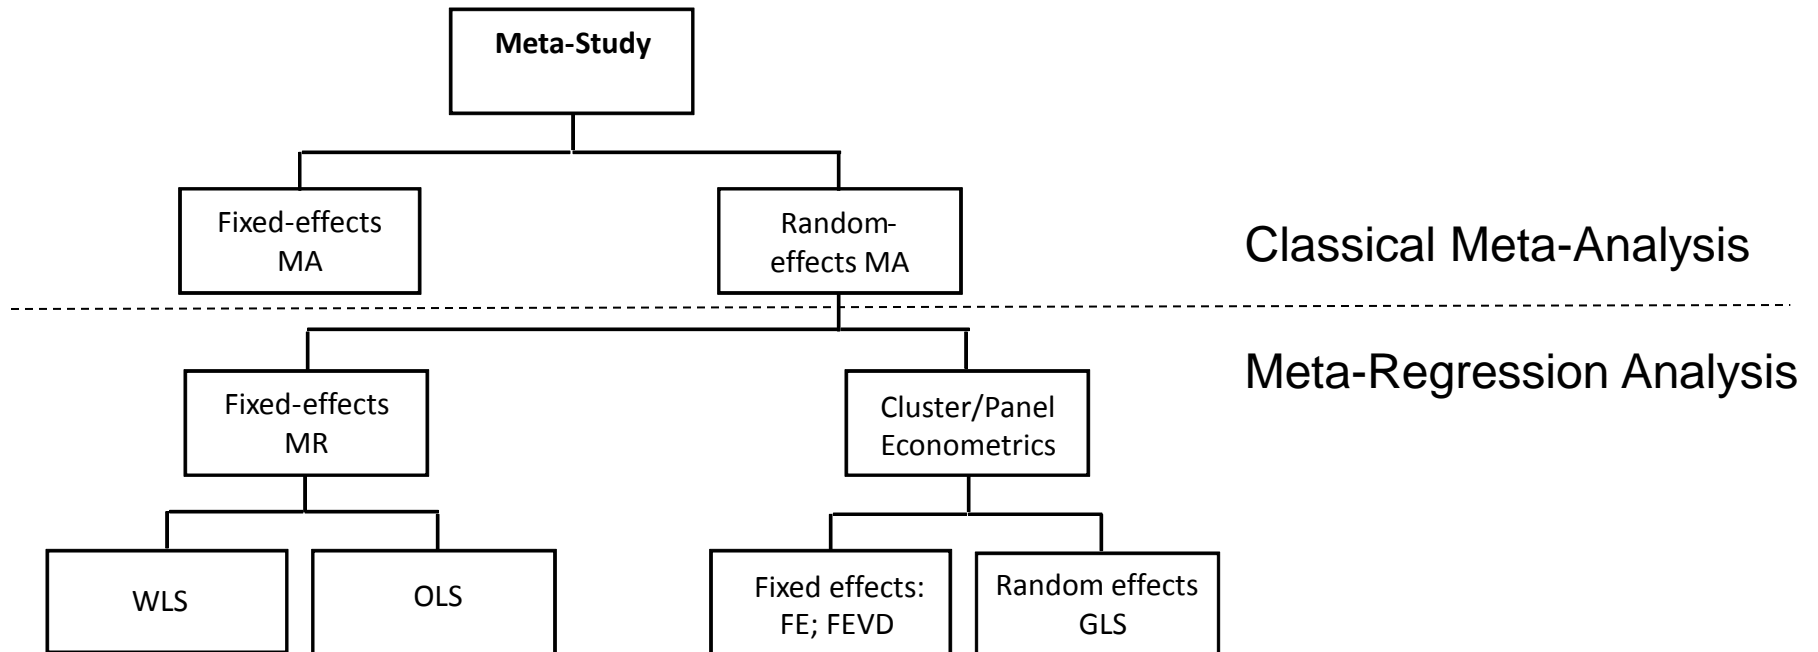 Meta-Study
Fixed-effects
MA
Random-
effects MA
Classical Meta-Analysis
Meta-Regression Analysis
Fixed-effects
MR
Cluster/Panel
Econometrics
WLS
OLS
Fixed effects:
FE; FEVD
Random effects
GLS